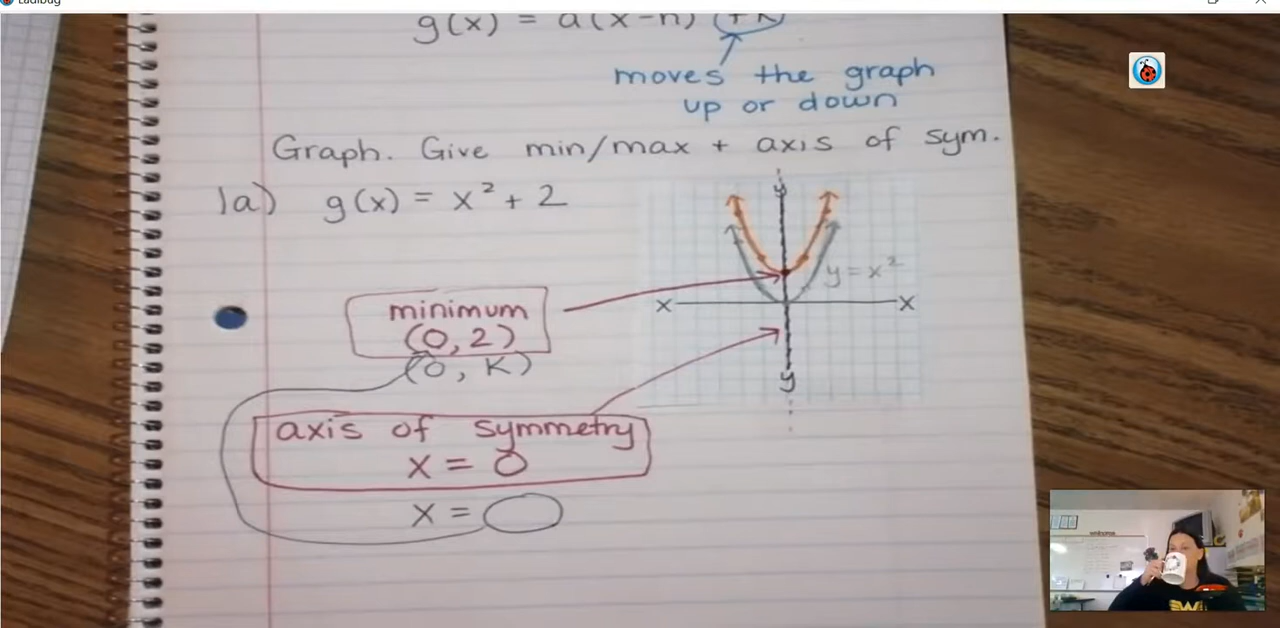 Ladibug
g(x) = a(x-h) (+k)
moves the graph
up or down
Graph. Give min/max + axis of sym.
1a) g(x) = x² + 2
y
y = x²
x
x
y
minimum
(0, 2)
(0, K)
axis of symmetry
x = 0
x =